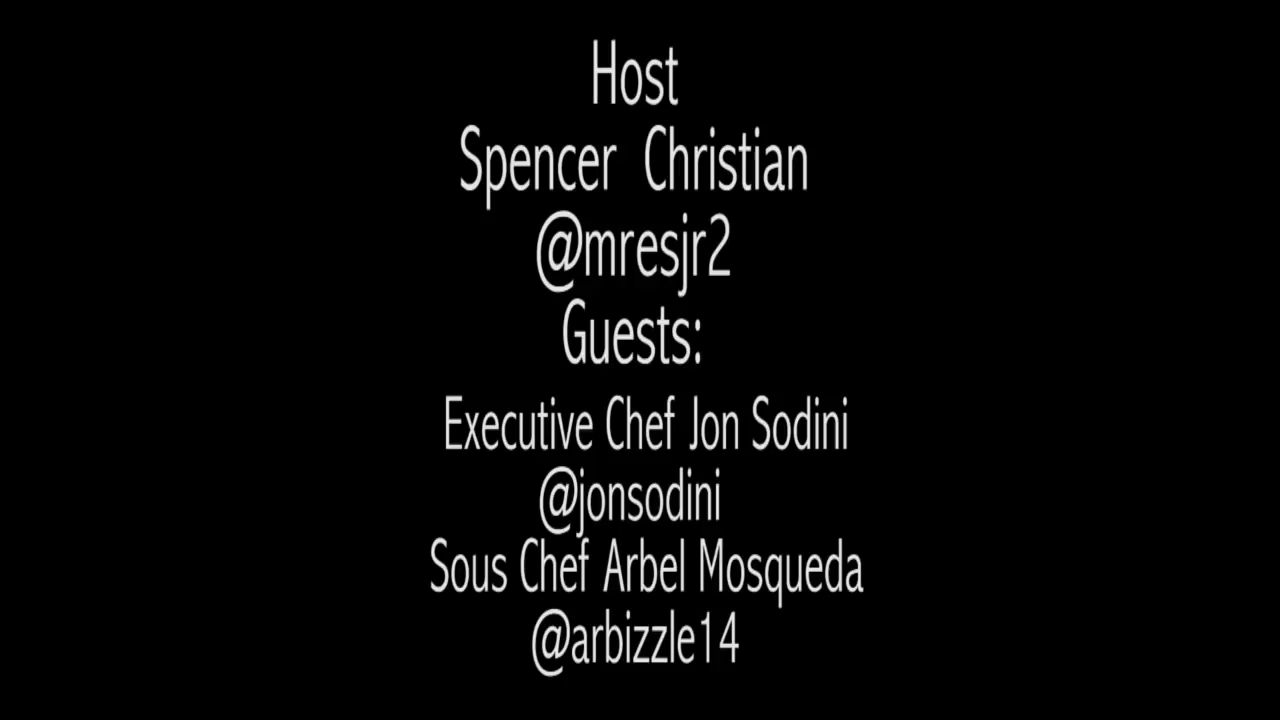 Host
Spencer Christian
@mresjr2
Guests:
Executive Chef Jon Sodini
@jonsodini
Sous Chef Arbel Mosqueda
@arbizzle14